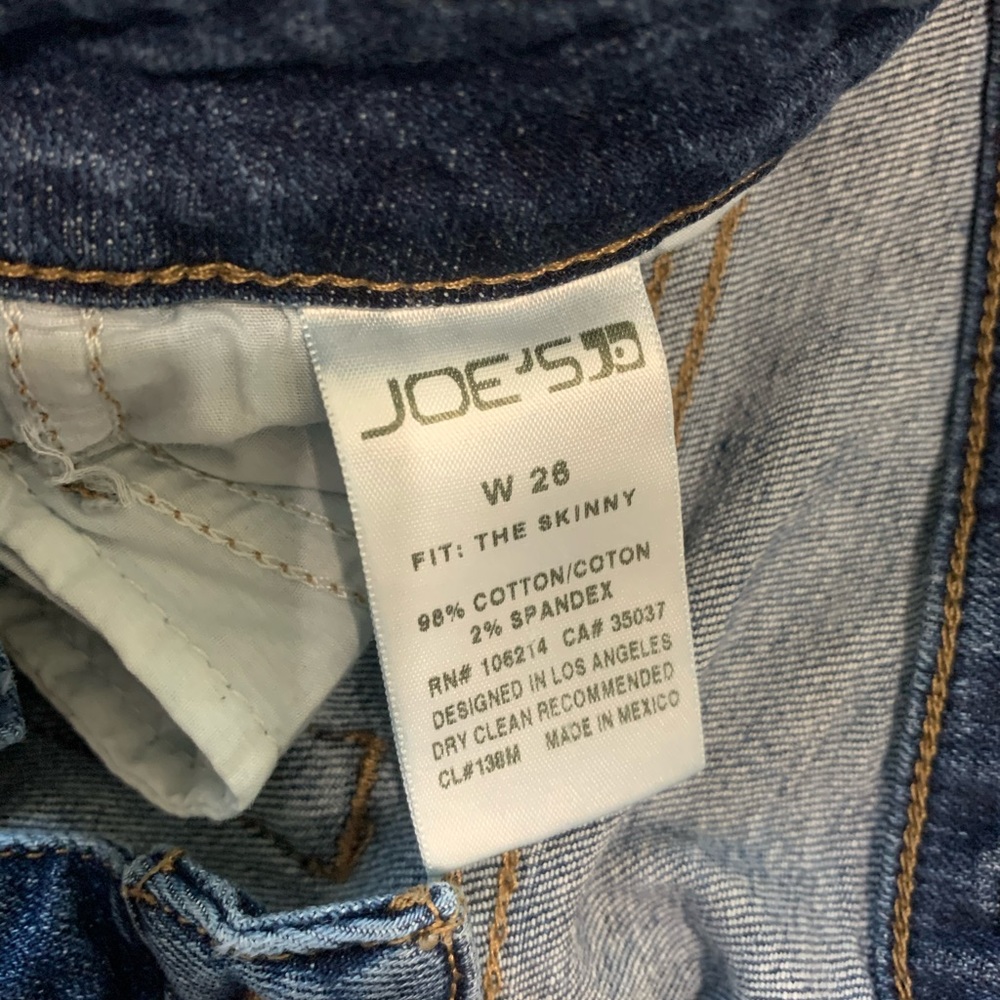 JOE'S
W 26
FIT: THE SKINNY
98% COTTON/COTON
2% SPANDEX
RN# 106214 CA# 35037
DESIGNED IN LOS ANGELES
DRY CLEAN RECOMMENDED
CL#138M MADE IN MEXICO